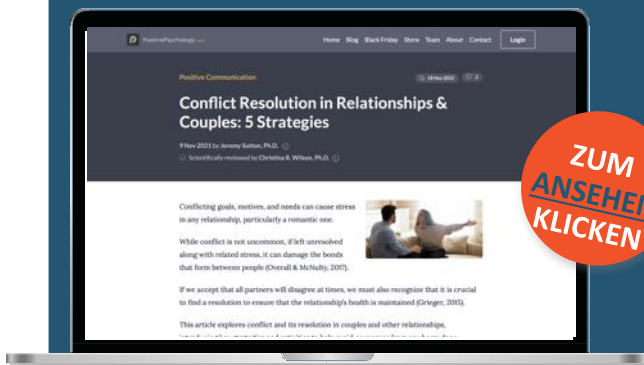 PositivePsychology.com
Home Blog Black Friday Store Team About Contact Login
Positive Communication
18 Nov 2022
Conflict Resolution in Relationships &
Couples: 5 Strategies
9 Nov 2021 by Jeremy Sutton, Ph.D.
Scientifically reviewed by Christina R. Wilson, Ph.D.
Conflicting goals, motives, and needs can cause stress
in any relationship, particularly a romantic one.
While conflict is not uncommon, if left unresolved
along with related stress, it can damage the bonds
that form between people (Overall & McNulty, 2017).
If we accept that all partners will disagree at times, we must also recognize that it is crucial
to find a resolution to ensure that the relationship's health is maintained (Grieger, 2015).
This article explores conflict and its resolution in couples and other relationships,
ZUM
ANSEHEN
KLICKEN